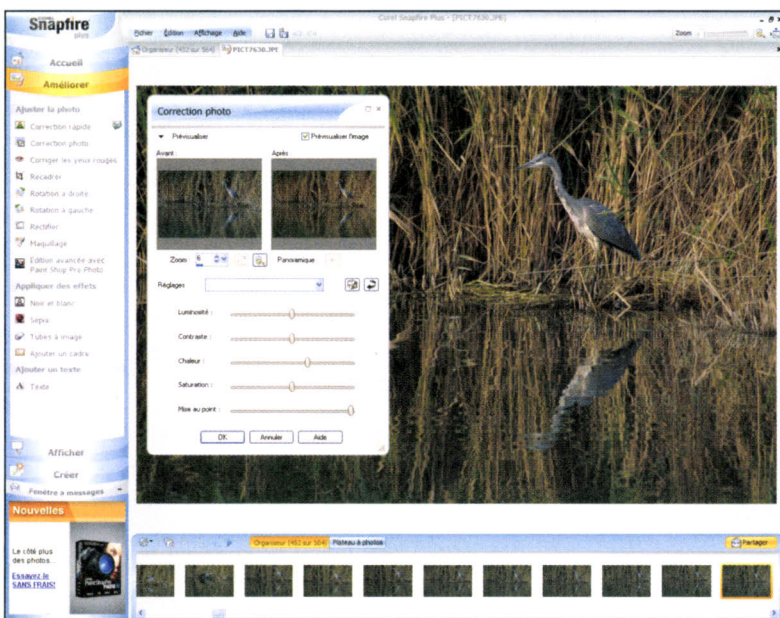 Corel Snapfire Plus - [PICT7630.JPE]
Snapfire
plus
Fichier Édition Affichage Aide
Zoom
Organiseur (452 sur 564) PICT7630.JPE
Accueil
Améliorer
Ajuster la photo
Correction rapide
Correction photo
Corriger les yeux rouges
Recadrer
Rotation à droite
Rotation à gauche
Rectifier
Maquillage
Édition avancée avec
Paint Shop Pro Photo
Appliquer des effets
Noir et blanc
Sépia
Tubes à image
Ajouter un cadre
Ajouter un texte
Texte
Afficher
Créer
Fenêtre à messages
Nouvelles
Le côté plus
des photos...
Essayez le
SANS FRAIS!
Correction photo
Prévisualiser
Prévisualiser l'image
Avant :
Après
Zoom 6 Panoramique
Réglages
Luminosité :
Contraste :
Chaleur :
Saturation :
Mise au point :
OK Annuler Aide
Organiseur (452 sur 564) Plateau à photos
Partager